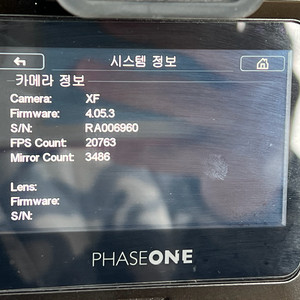 시스템 정보
카메라 정보
Camera: XF
Firmware: 4.05.3
S/N: RA006960
FPS Count: 20763
Mirror Count: 3486
Lens:
Firmware:
S/N:
PHASEONE